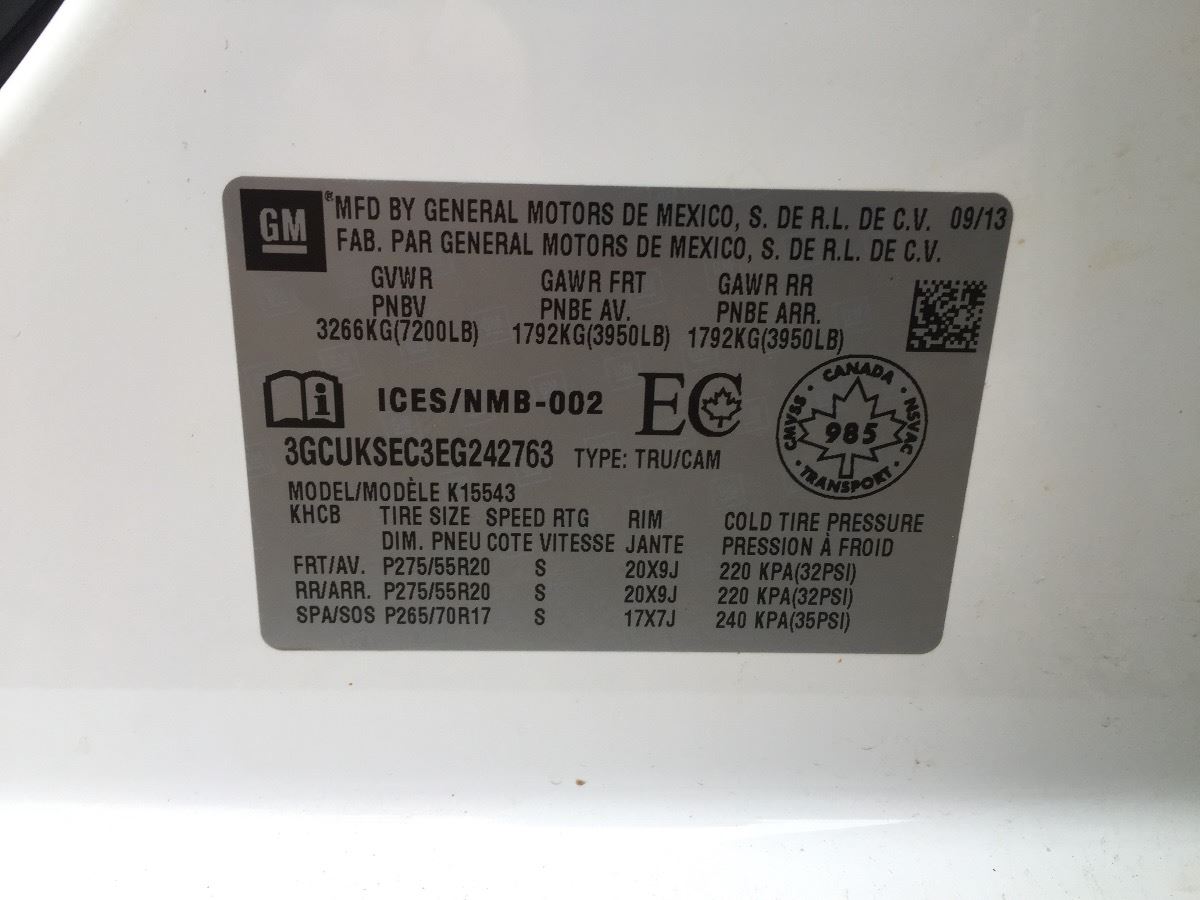 GM ® MFD BY GENERAL MOTORS DE MEXICO, S. DE R.L. DE C.V. 09/13
FAB. PAR GENERAL MOTORS DE MEXICO, S. DE R.L. DE C.V.
GVWR GAWR FRT GAWR RR
PNBV PNBE AV. PNBE ARR.
3266KG(7200LB) 1792KG(3950LB) 1792KG(3950LB)
i ICES/NMB-002 EC
CANADA
CMVSS 985 NSVAC
TRANSPORT
3GCUKSEC3EG242763 TYPE: TRU/CAM
MODEL/MODÈLE K15543
KHCB TIRE SIZE SPEED RTG RIM COLD TIRE PRESSURE
DIM. PNEU COTE VITESSE JANTE PRESSION À FROID
FRT/AV. P275/55R20 S 20X9J 220 KPA(32PSI)
RR/ARR. P275/55R20 S 20X9J 220 KPA(32PSI)
SPA/SOS P265/70R17 S 17X7J 240 KPA(35PSI)